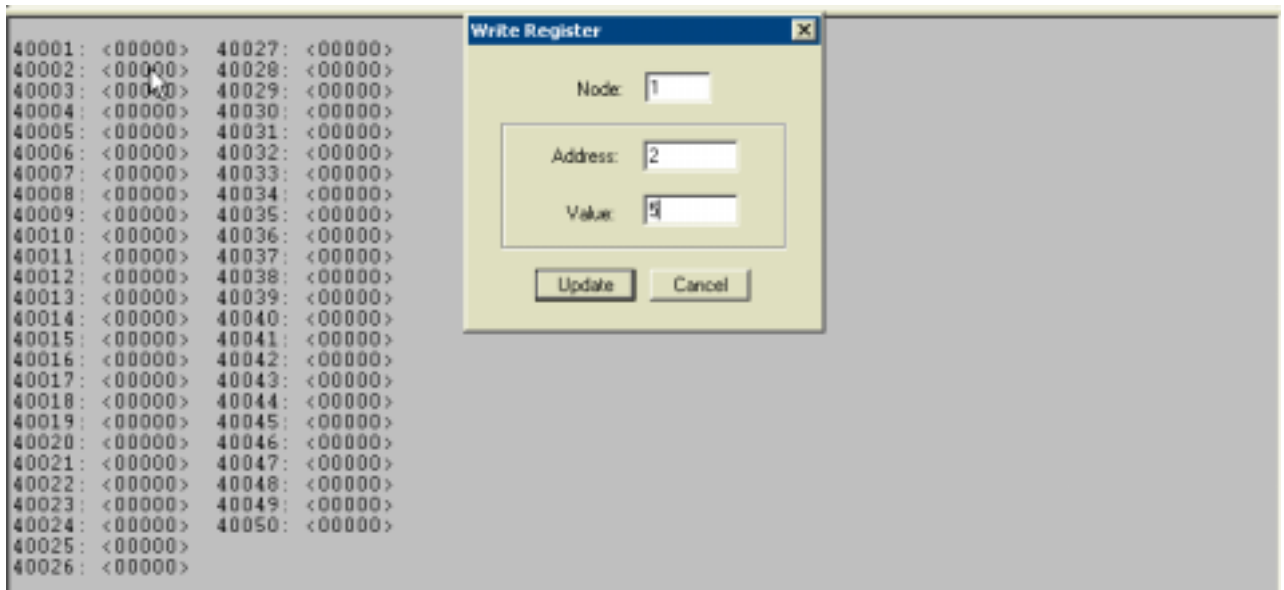 40001: <00000> 40027: <00000>
40002: <00000> 40028: <00000>
40003: <00000> 40029: <00000>
40004: <00000> 40030: <00000>
40005: <00000> 40031: <00000>
40006: <00000> 40032: <00000>
40007: <00000> 40033: <00000>
40008: <00000> 40034: <00000>
40009: <00000> 40035: <00000>
40010: <00000> 40036: <00000>
40011: <00000> 40037: <00000>
40012: <00000> 40038: <00000>
40013: <00000> 40039: <00000>
40014: <00000> 40040: <00000>
40015: <00000> 40041: <00000>
40016: <00000> 40042: <00000>
40017: <00000> 40043: <00000>
40018: <00000> 40044: <00000>
40019: <00000> 40045: <00000>
40020: <00000> 40046: <00000>
40021: <00000> 40047: <00000>
40022: <00000> 40048: <00000>
40023: <00000> 40049: <00000>
40024: <00000> 40050: <00000>
40025: <00000>
40026: <00000>
Write Register
Node: 1
Address: 2
Value: 5
Update Cancel